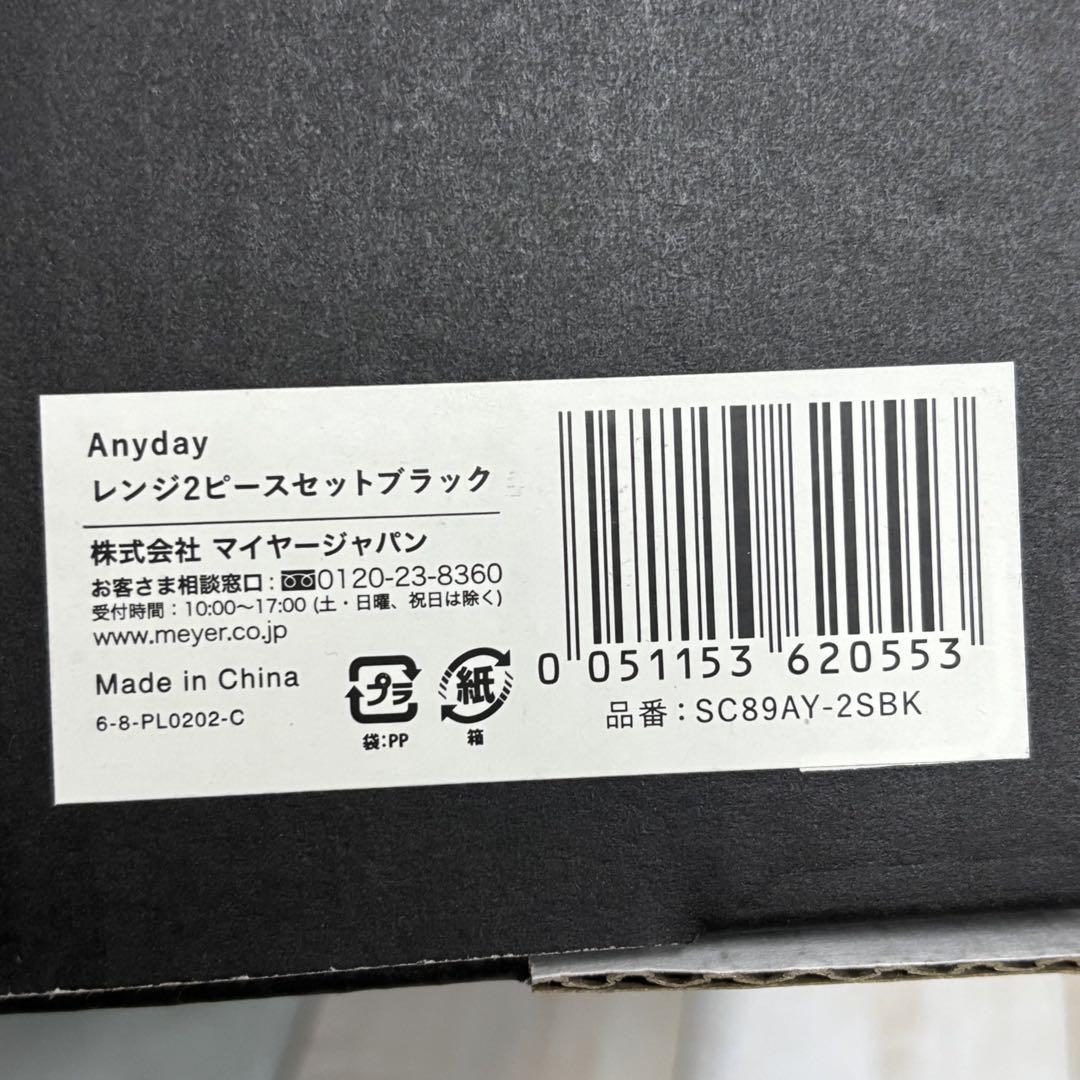 Anyday
レンジ2ピースセットブラック
株式会社 マイヤージャパン
お客さま相談窓口:0120-23-8360
受付時間:10:00〜17:00 (土・日曜、祝日は除く)
www.meyer.co.jp
Made in China
6-8-PL0202-C
プラ
袋:PP
紙
箱
0 051153 620553
品番:SC89AY-2SBK